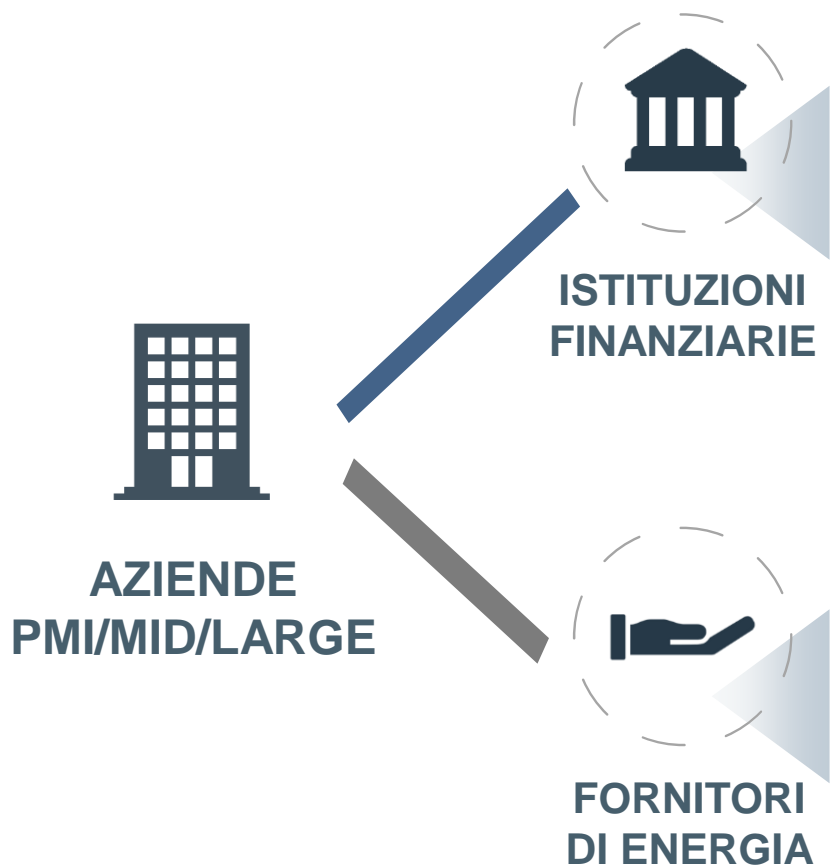 ISTITUZIONI
FINANZIARIE
AZIENDE
PMI/MID/LARGE
FORNITORI
DI ENERGIA